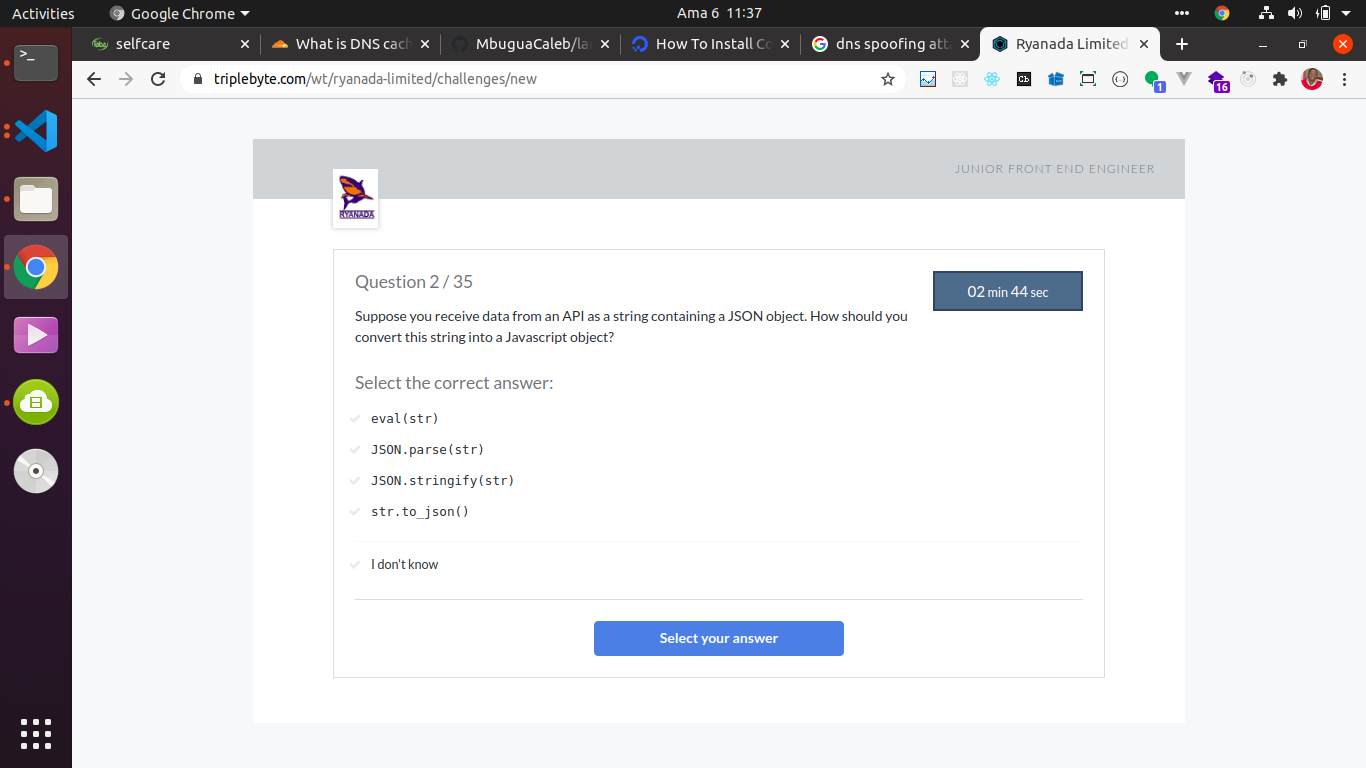 Activities
Google Chrome
Ama 6 11:37
selfcare
What is DNS cach
MbuguaCaleb/la
How To Install Co
dns spoofing atta
Ryanada Limited
triplebyte.com/wt/ryanada-limited/challenges/new
Cb
1
16
JUNIOR FRONT END ENGINEER
RYANADA
Question 2 / 35
02 min 44 sec
Suppose you receive data from an API as a string containing a JSON object. How should you
convert this string into a Javascript object?
Select the correct answer:
eval(str)
JSON.parse(str)
JSON.stringify(str)
str.to_json()
I don't know
Select your answer